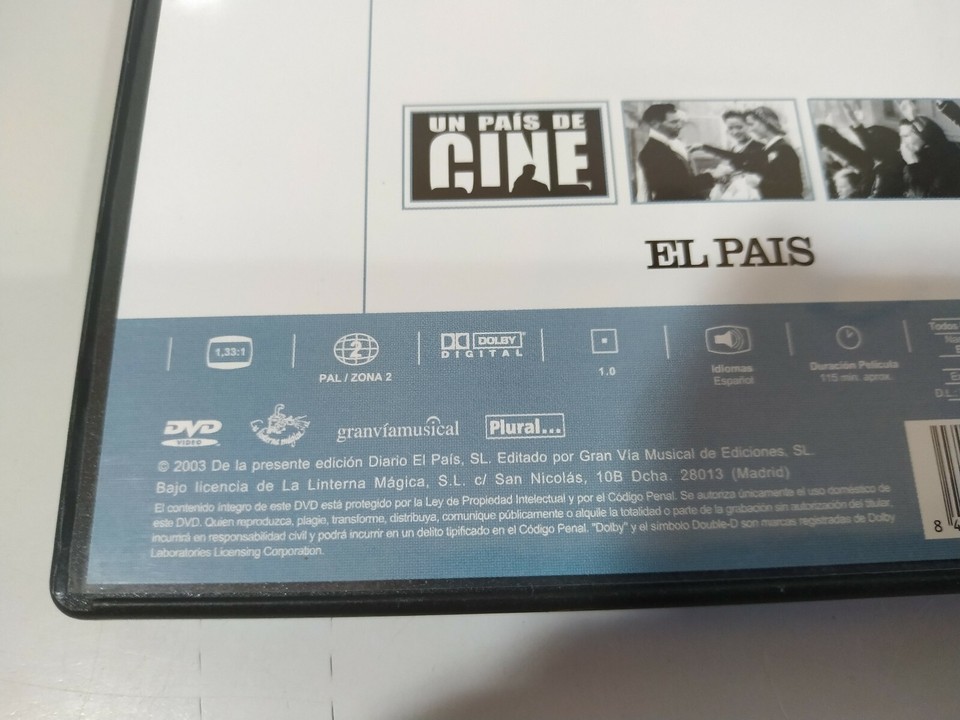 UN PAÍS DE
CINE
EL PAIS
1,33:1
2
PAL / ZONA 2
DOLBY
DIGITAL
1.0
Idiomas
Español
Duración Película
115 min. aprox.
Todos
D.L.
DVD
VIDEO
granvíamusical
Plural...
© 2003 De la presente edición Diario El País, SL. Editado por Gran Vía Musical de Ediciones, SL.
Bajo licencia de La Linterna Mágica, S.L. c/ San Nicolás, 10B Dcha. 28013 (Madrid)
El contenido íntegro de este DVD está protegido por la Ley de Propiedad Intelectual y por el Código Penal. Se autoriza únicamente el uso doméstico de
este DVD. Quien reproduzca, plagie, transforme, distribuya, comunique públicamente o alquile la totalidad o parte de la grabación sin autorización del titular,
incurrirá en responsabilidad civil y podrá incurrir en un delito tipificado en el Código Penal. "Dolby" y el símbolo Double-D son marcas registradas de Dolby
Laboratories Licensing Corporation.
8